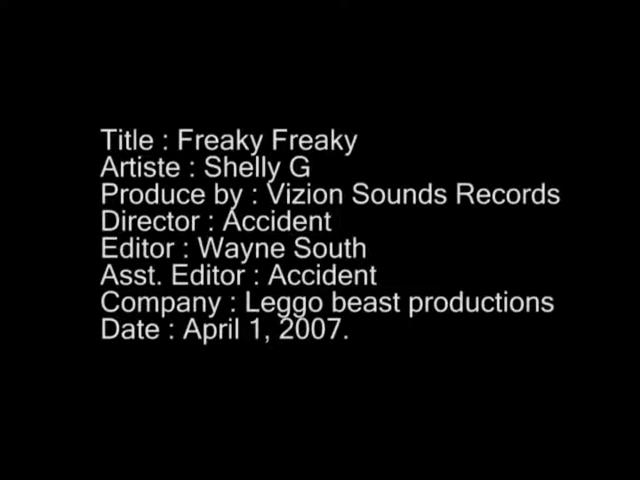 Title : Freaky Freaky
Artiste : Shelly G
Produce by : Vizion Sounds Records
Director : Accident
Editor : Wayne South
Asst. Editor : Accident
Company : Leggo beast productions
Date : April 1, 2007.